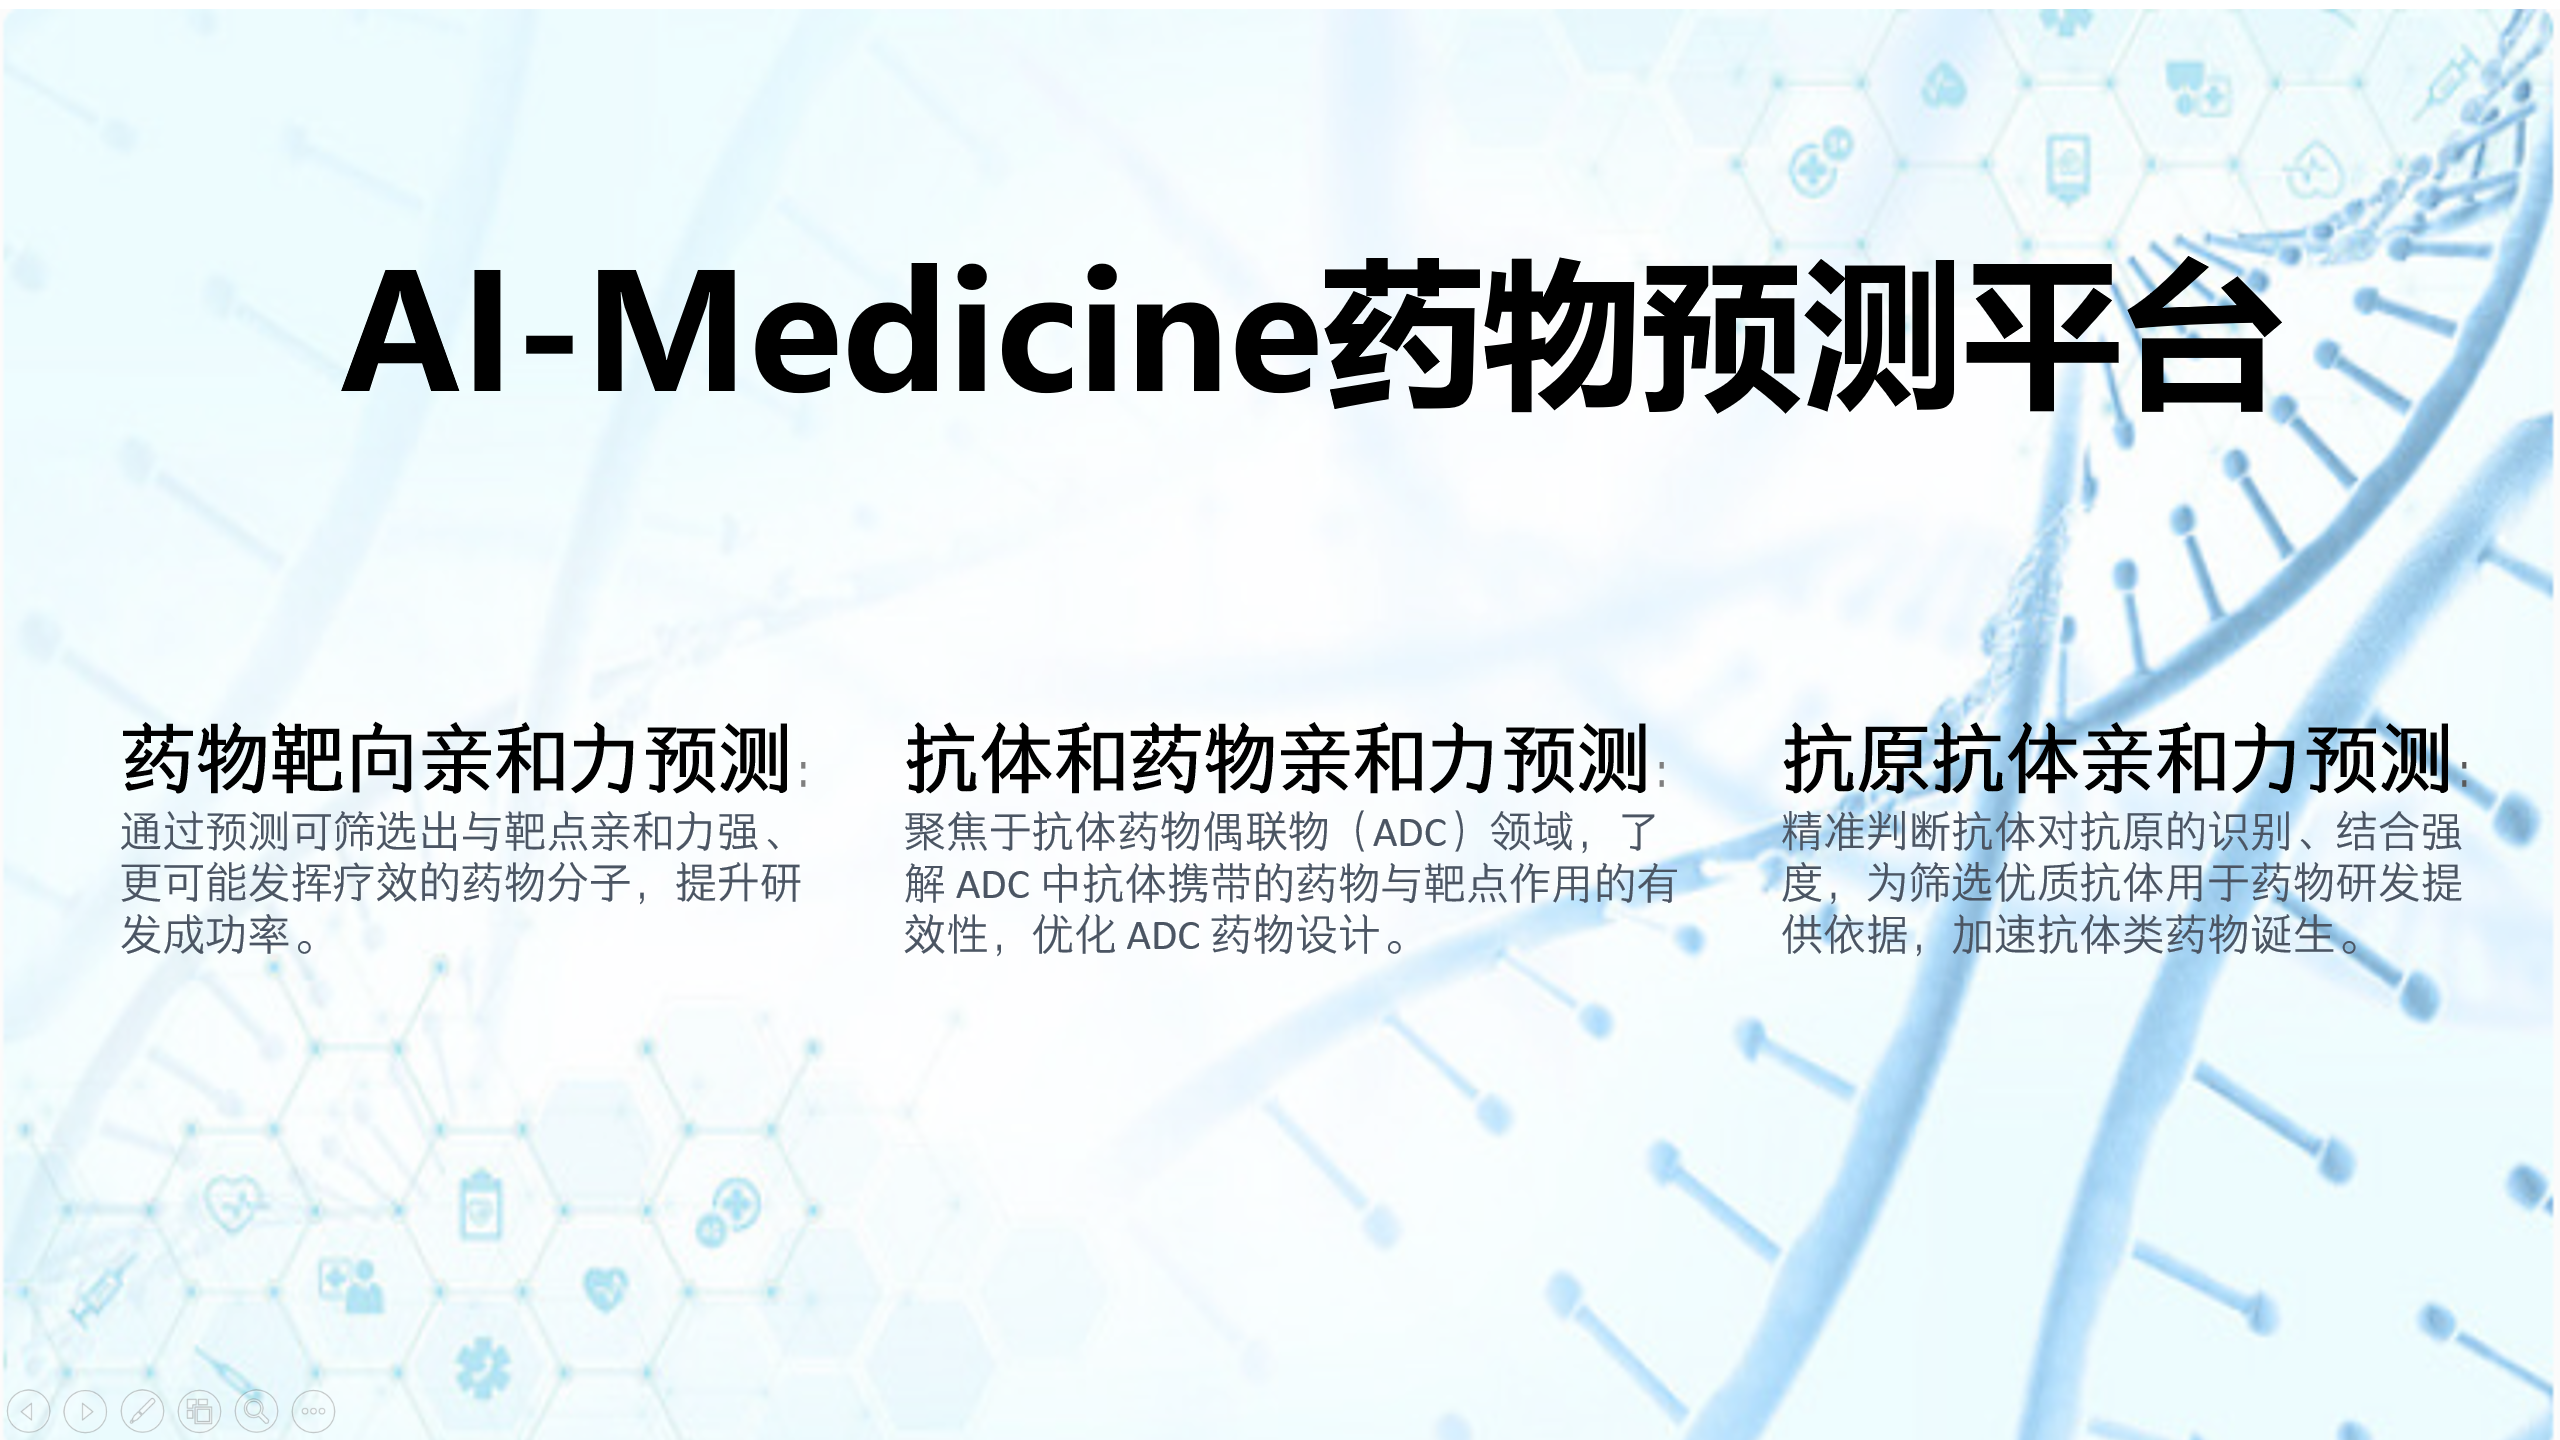 AI-Medicine药物预测平台
药物靶向亲和力预测:
通过预测可筛选出与靶点亲和力强、
更可能发挥疗效的药物分子，提升研
发成功率。
抗体和药物亲和力预测:
聚焦于抗体药物偶联物（ADC）领域，了
解 ADC 中抗体携带的药物与靶点作用的有
效性，优化 ADC 药物设计。
抗原抗体亲和力预测:
精准判断抗体对抗原的识别、结合强
度，为筛选优质抗体用于药物研发提
供依据，加速抗体类药物诞生。